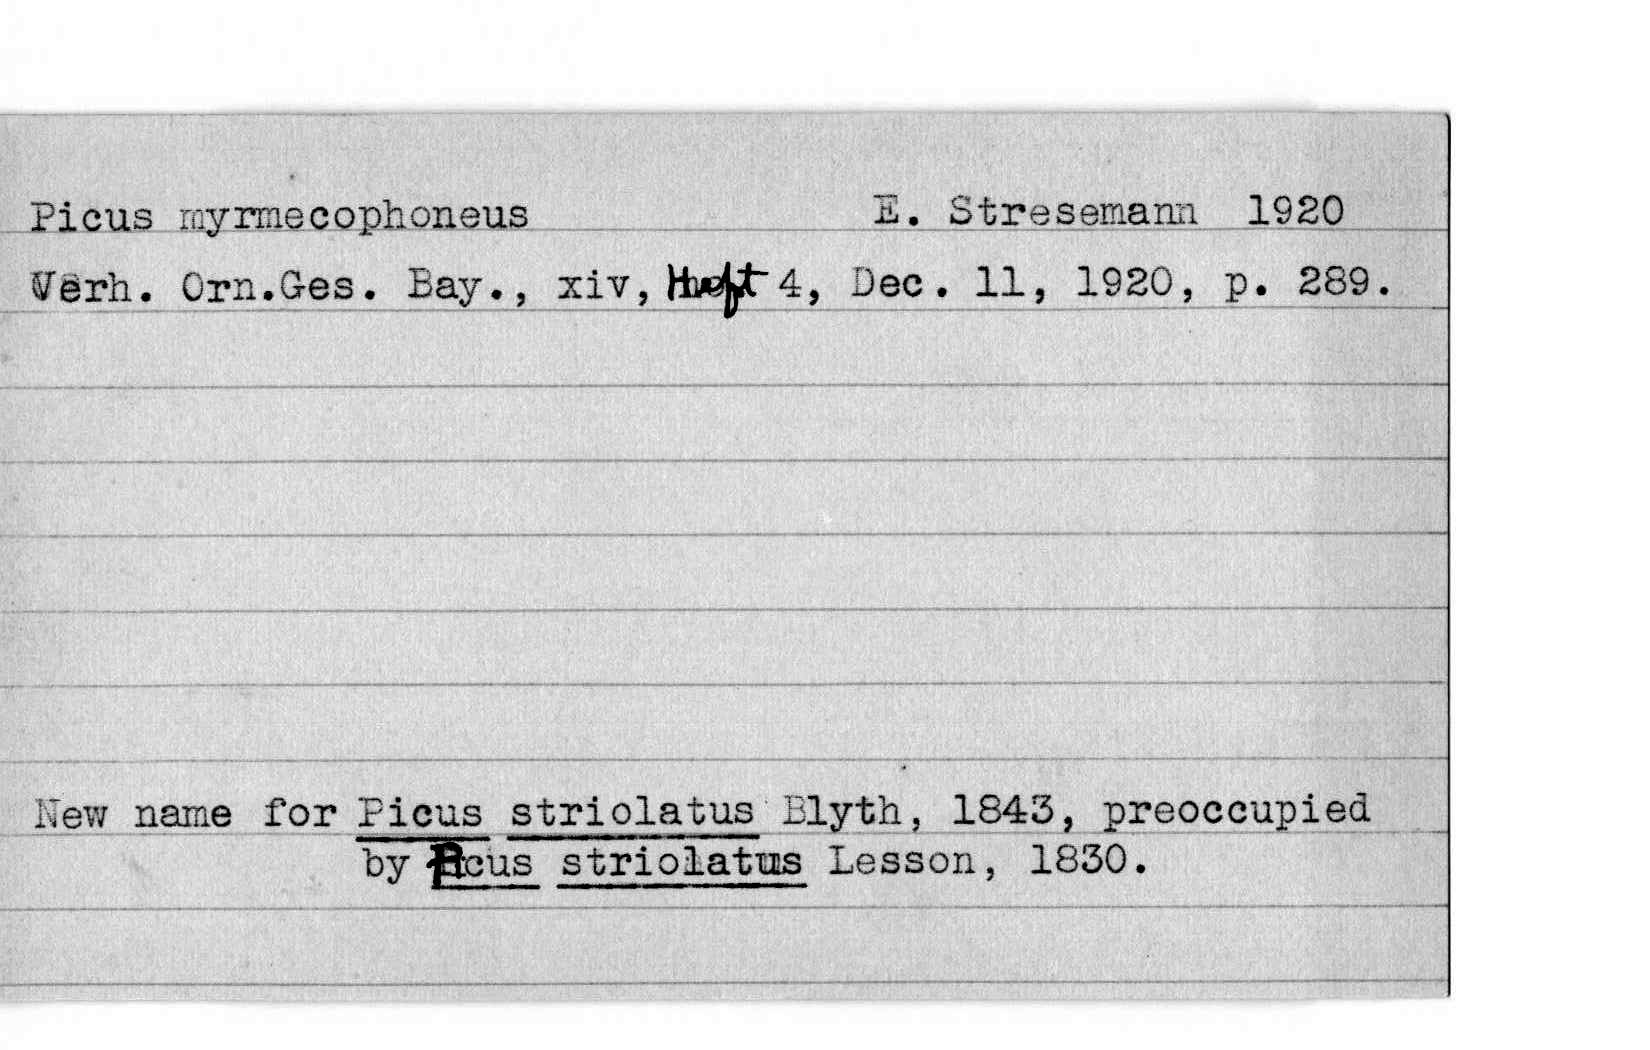 Picus myrmecophoneus E. Stresemann 1920
Verh. Orn.Ges. Bay., xiv, Heft 4, Dec. 11, 1920, p. 289.
New name for Picus striolatus Blyth, 1843, preoccupied
by Picus striolatus Lesson, 1830.